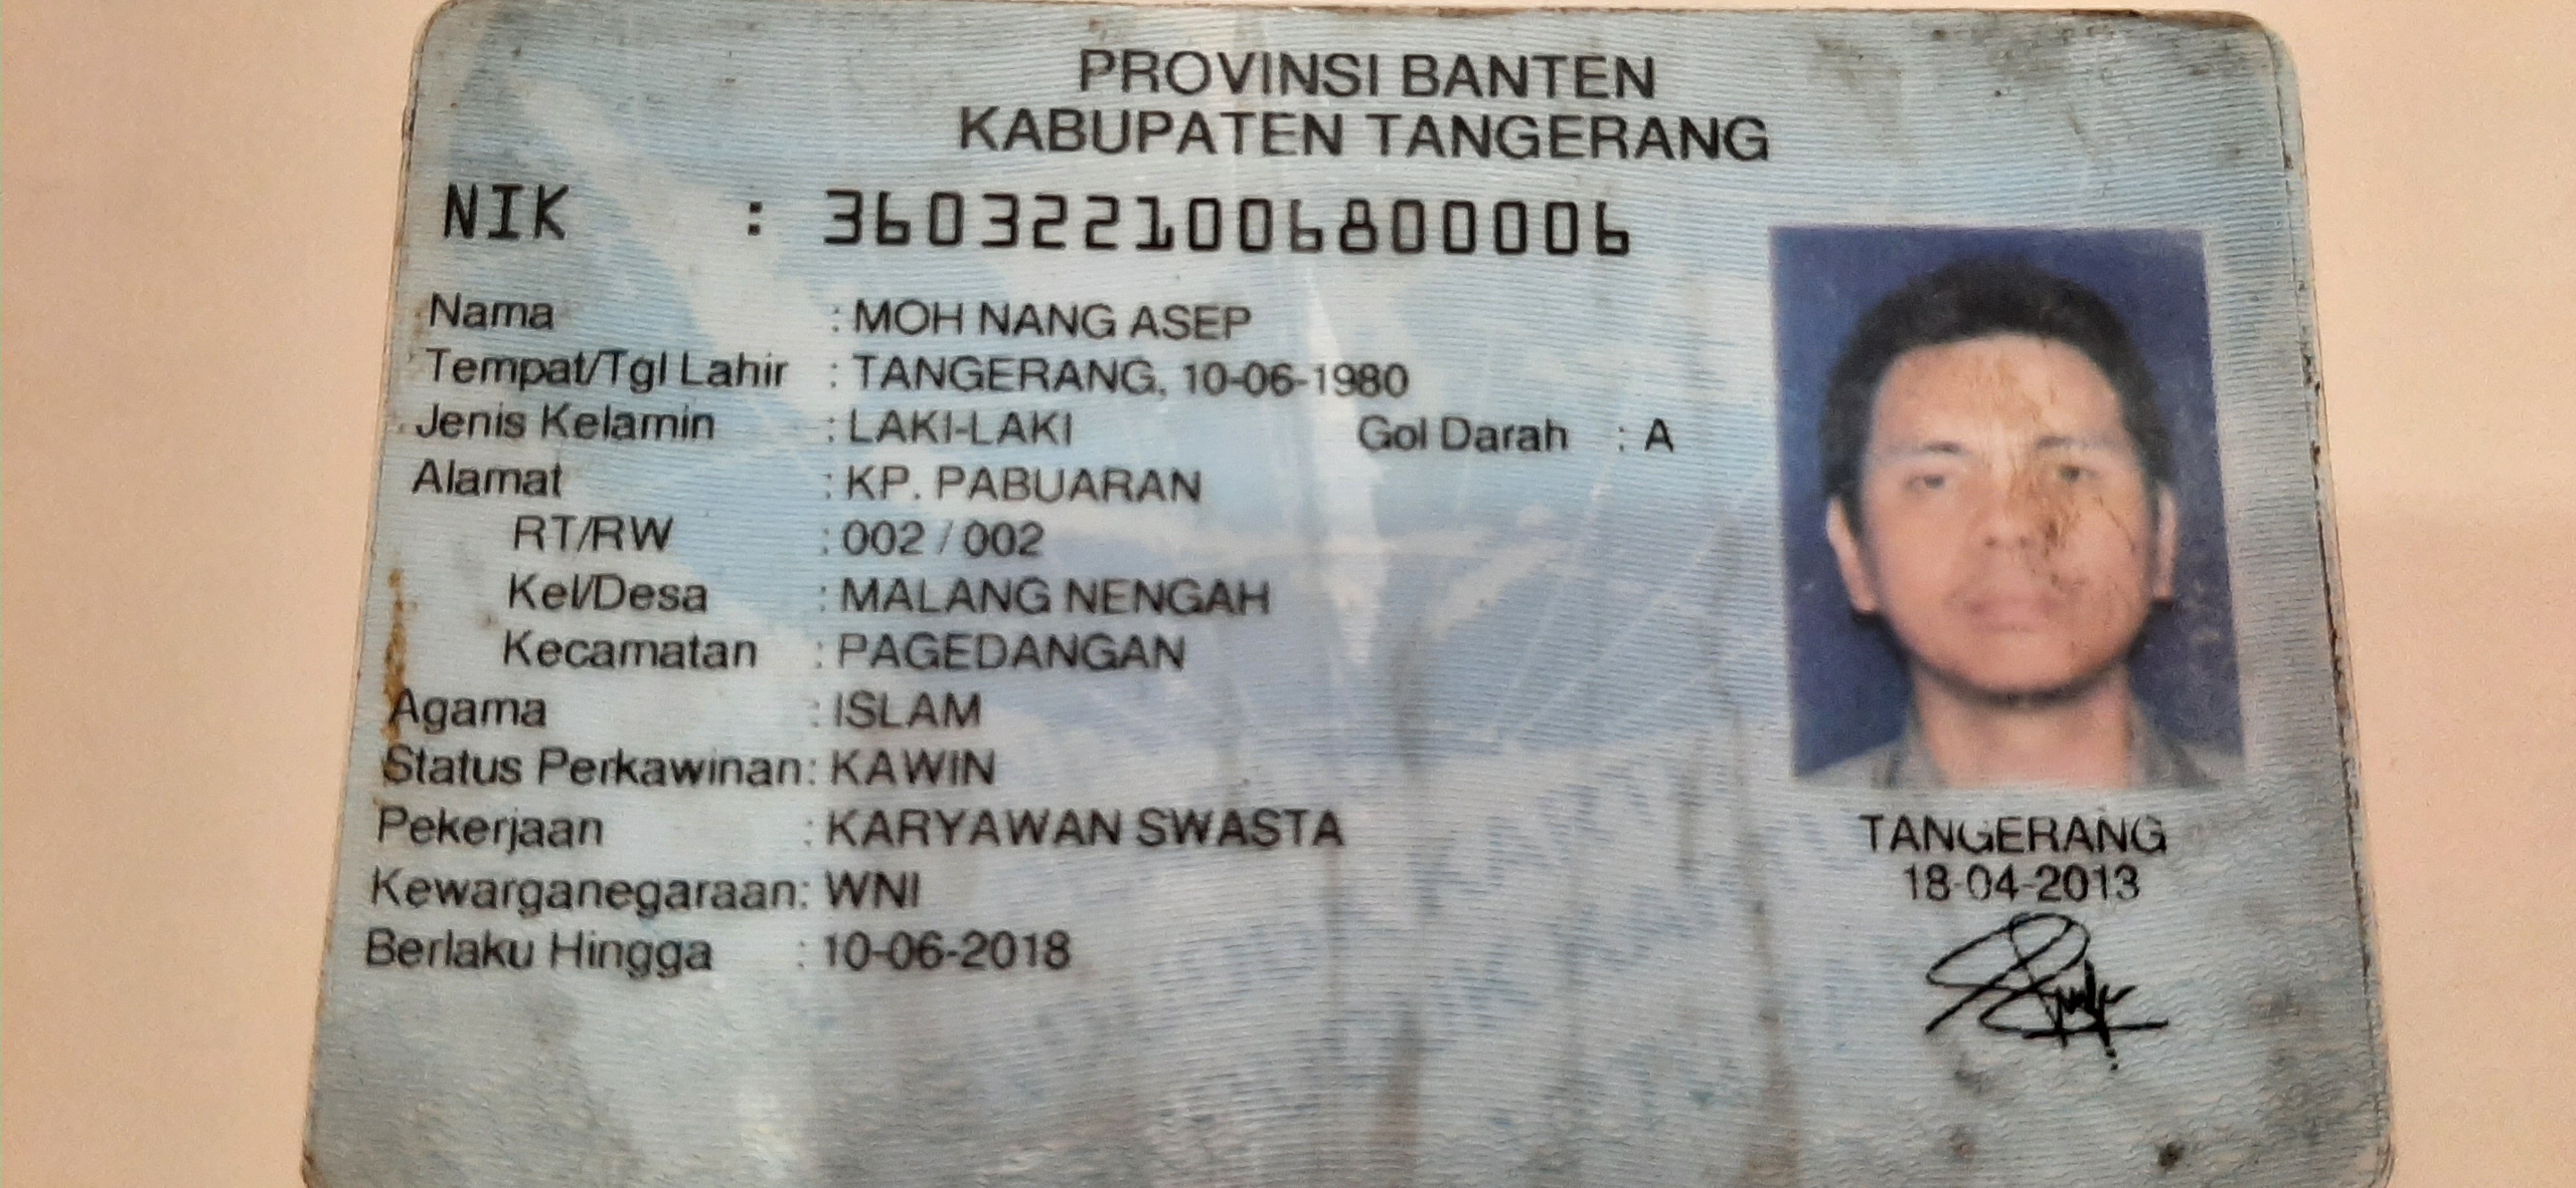 PROVINSI BANTEN
KABUPATEN TANGERANG
NIK : 3603221006800006
Nama : MOH NANG ASEP
Tempat/Tgl Lahir : TANGERANG, 10-06-1980
Jenis Kelamin : LAKI-LAKI Gol Darah : A
Alamat : KP. PABUARAN
RT/RW : 002 / 002
Kel/Desa : MALANG NENGAH
Kecamatan : PAGEDANGAN
Agama : ISLAM
Status Perkawinan: KAWIN
Pekerjaan : KARYAWAN SWASTA
Kewarganegaraan: WNI
Berlaku Hingga : 10-06-2018
TANGERANG
18-04-2013